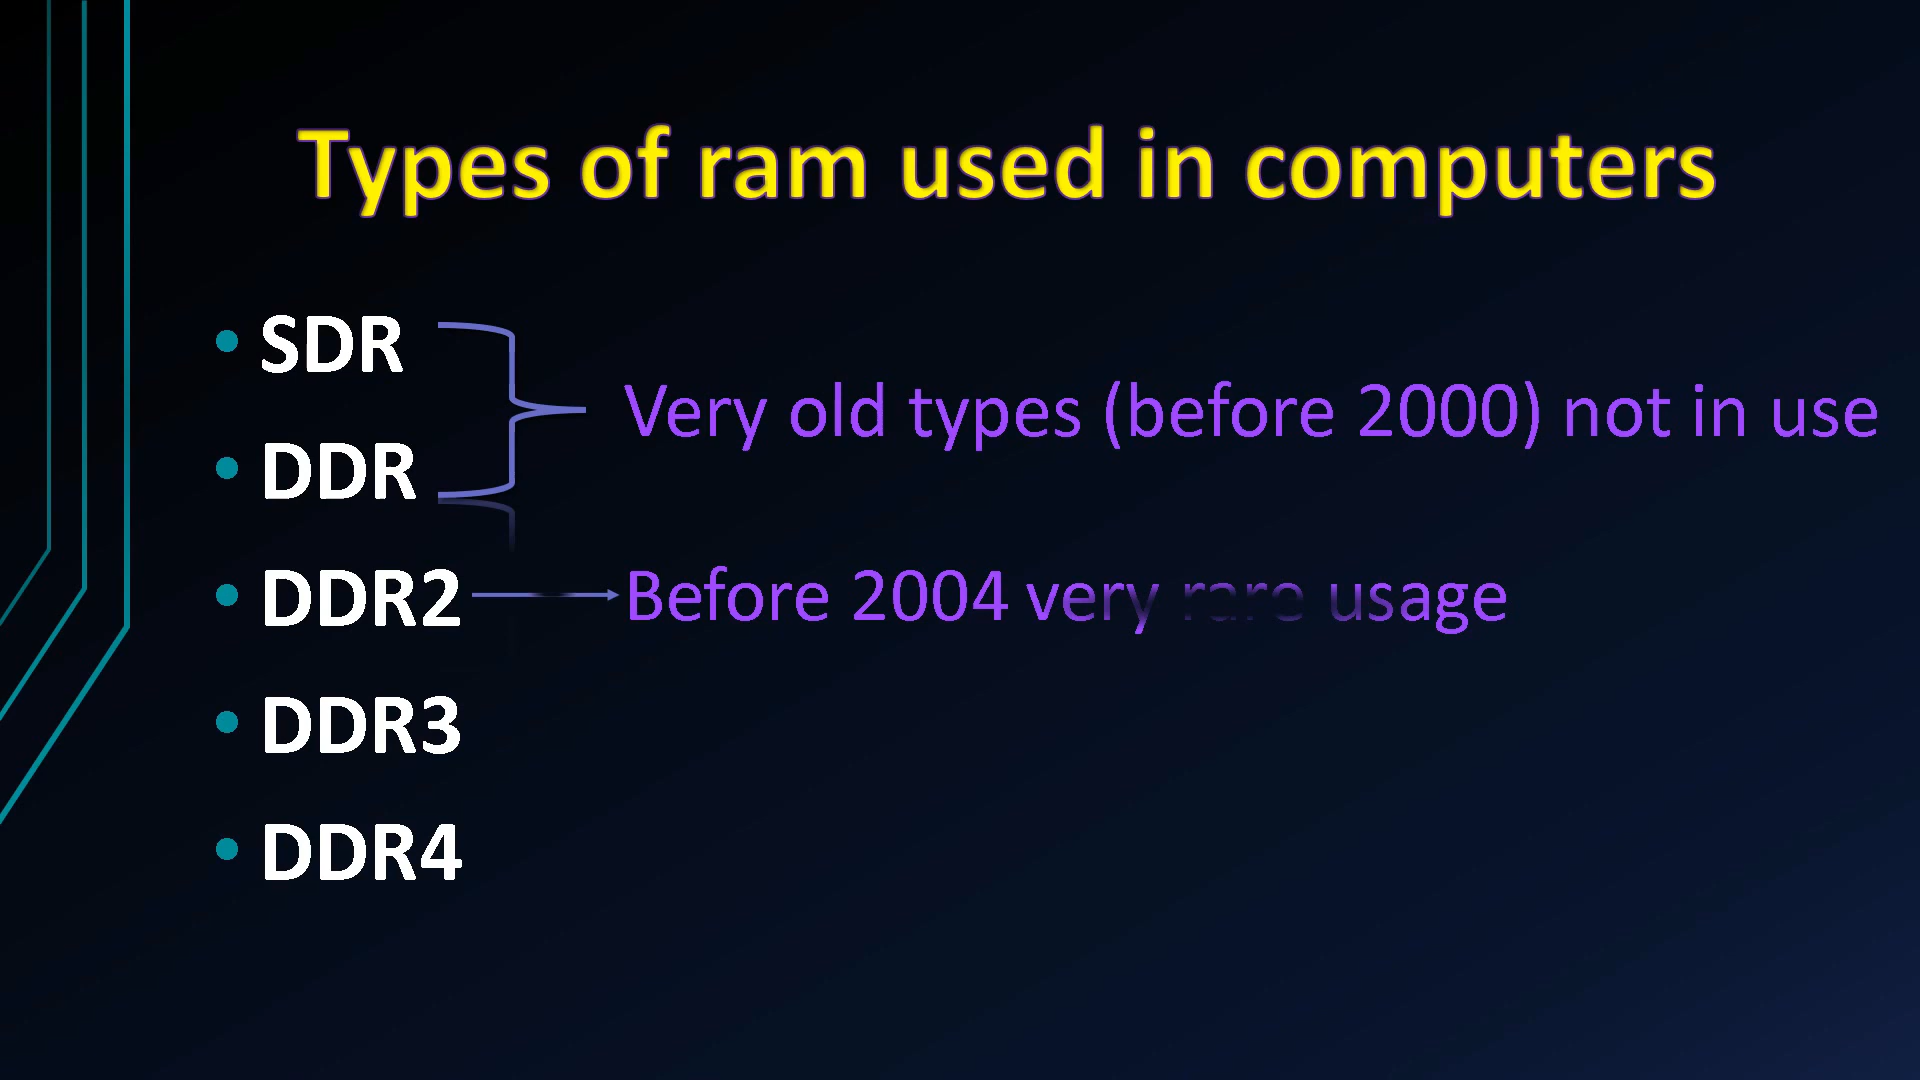 Types of ram used in computers
• SDR
Very old types (before 2000) not in use
• DDR
• DDR2
Before 2004 very rare usage
• DDR3
• DDR4